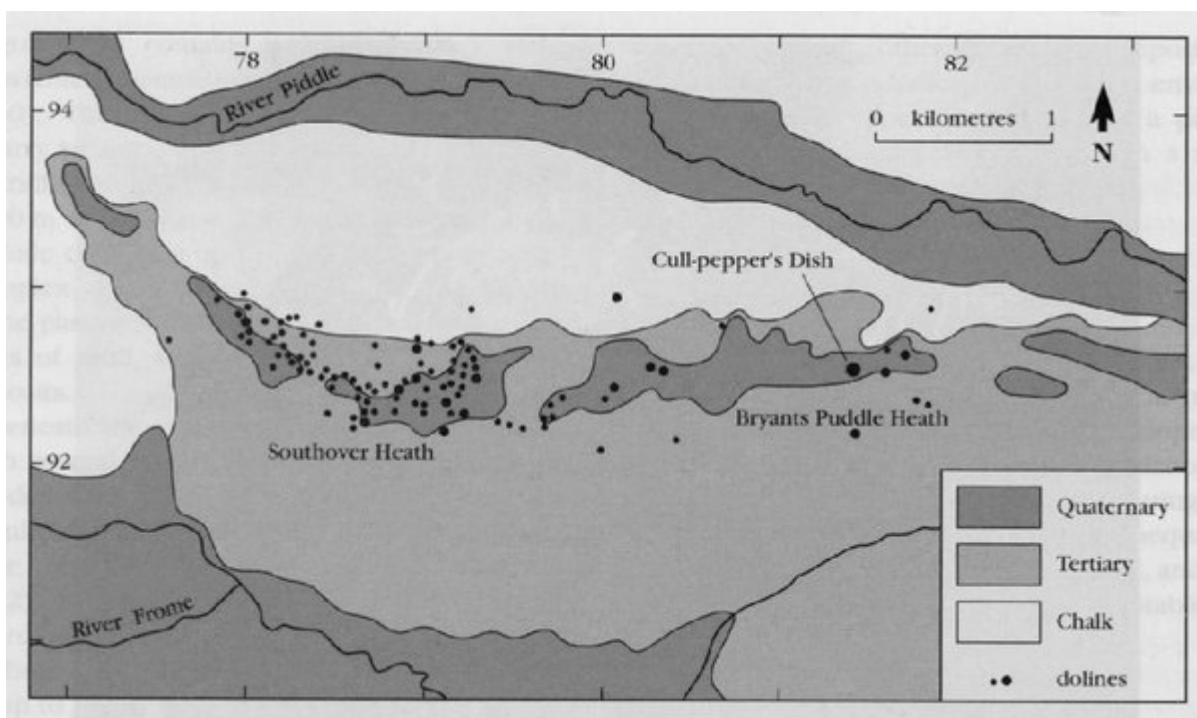 78
80
82
94
River Piddle
0 kilometres 1
N
Cull-pepper's Dish
Bryants Puddle Heath
Southover Heath
92
River Frome
Quaternary
Tertiary
Chalk
dolines